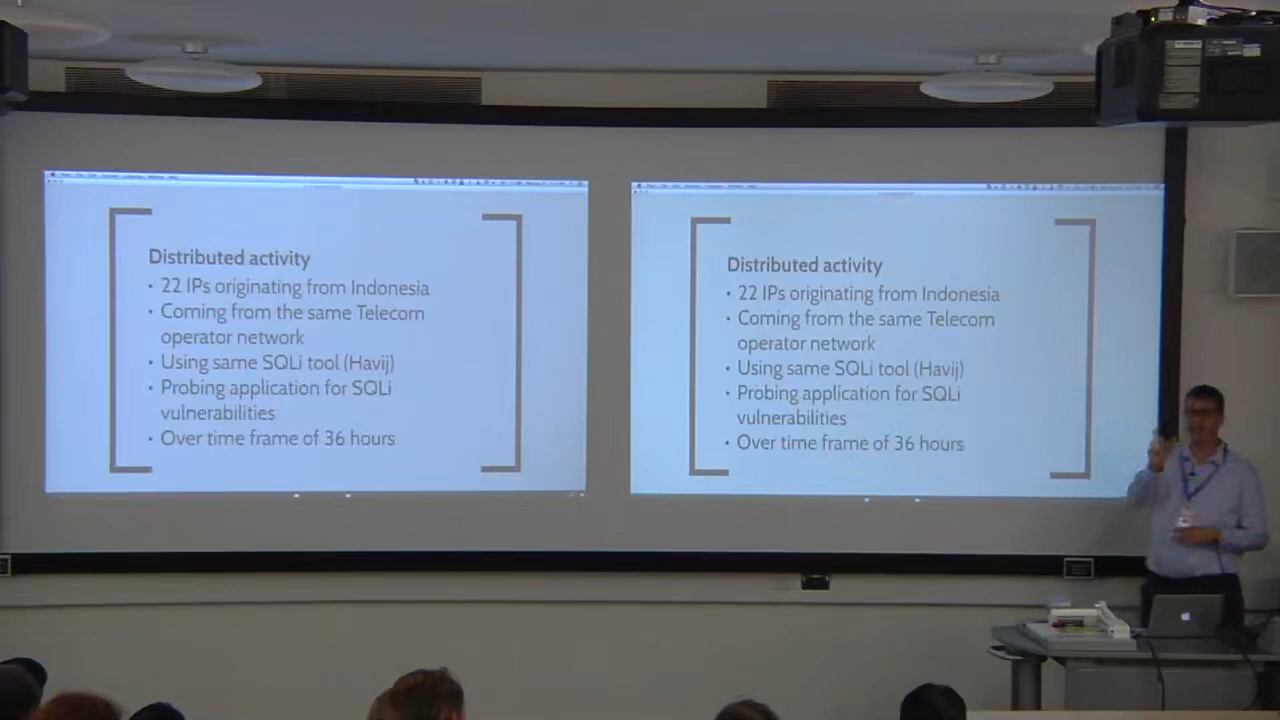 Distributed activity
• 22 IPs originating from Indonesia
• Coming from the same Telecom
operator network
• Using same SQLi tool (Havij)
• Probing application for SQLi
vulnerabilities
• Over time frame of 36 hours
Distributed activity
• 22 IPs originating from Indonesia
• Coming from the same Telecom
operator network
• Using same SQLi tool (Havij)
• Probing application for SQLi
vulnerabilities
• Over time frame of 36 hours